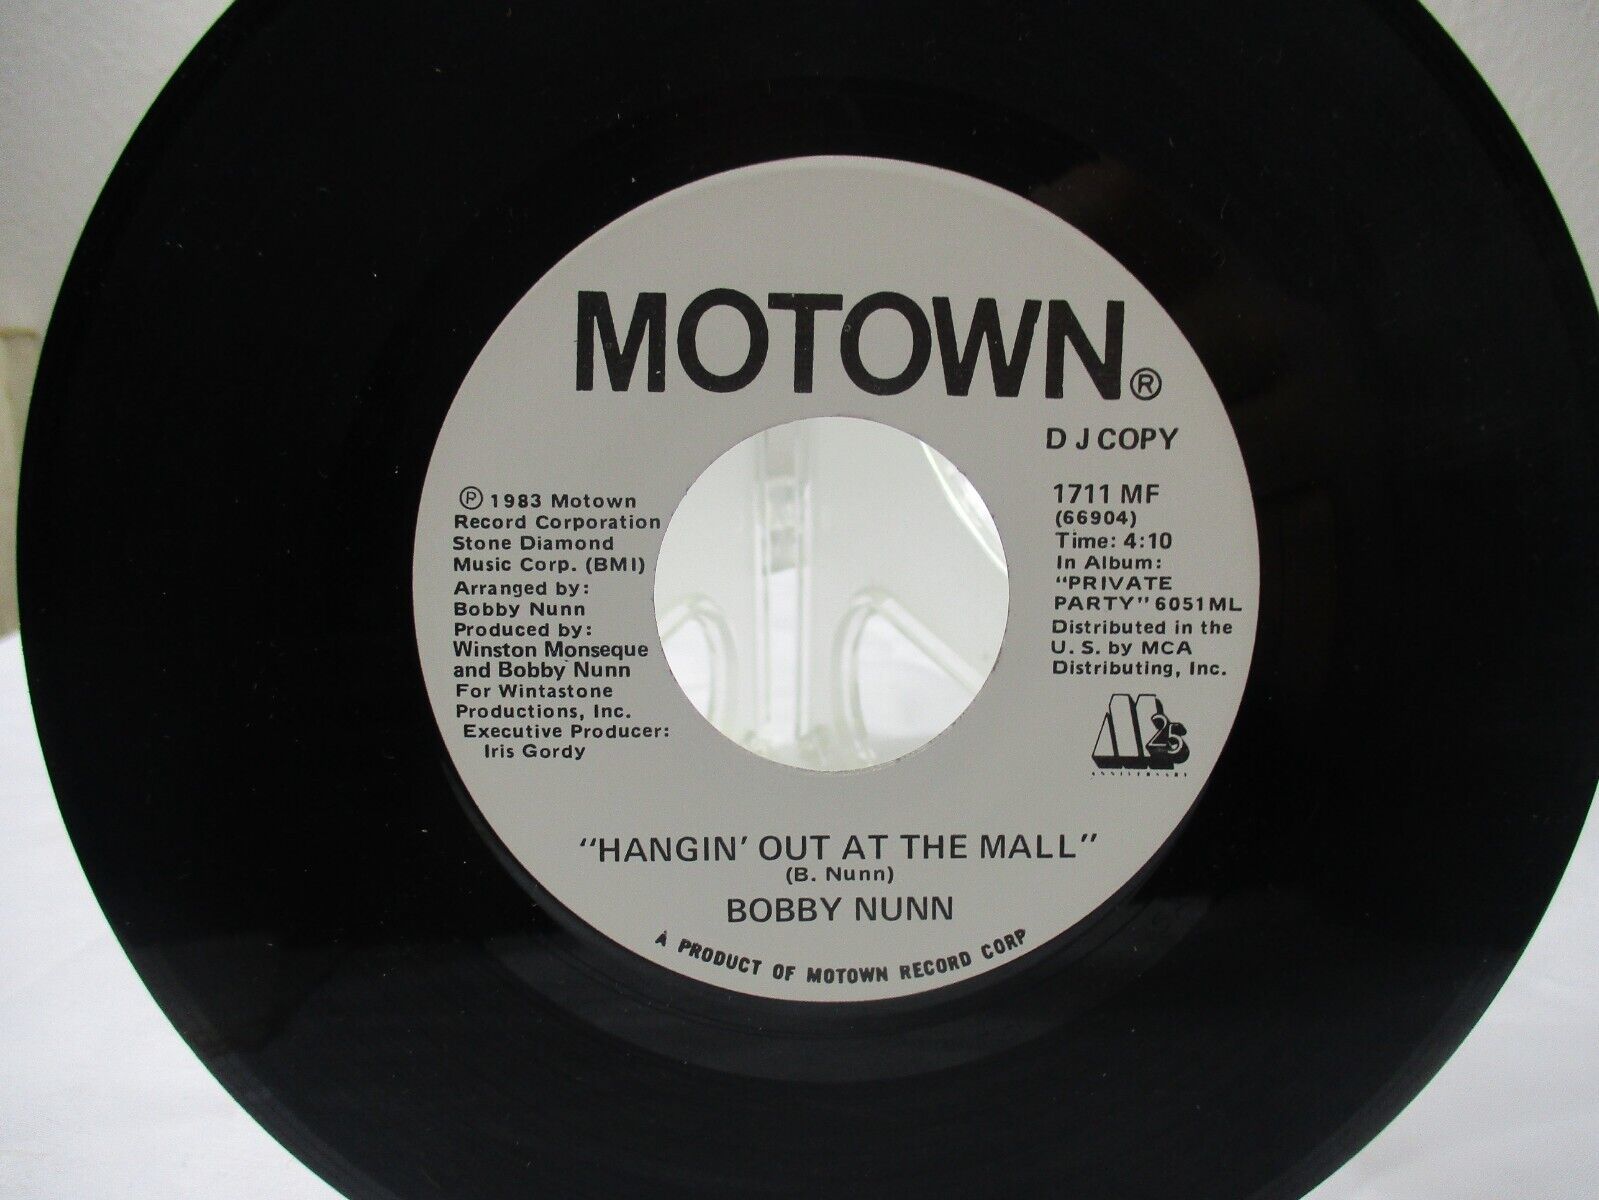 MOTOWN®
D J COPY
Ⓟ 1983 Motown
Record Corporation
Stone Diamond
Music Corp. (BMI)
Arranged by:
Bobby Nunn
Produced by:
Winston Monseque
and Bobby Nunn
For Wintastone
Productions, Inc.
Executive Producer:
Iris Gordy
1711 MF
(66904)
Time: 4:10
In Album:
"PRIVATE
PARTY" 6051ML
Distributed in the
U. S. by MCA
Distributing, Inc.
M 25
ANNIVERSARY
"HANGIN' OUT AT THE MALL"
(B. Nunn)
BOBBY NUNN
A PRODUCT OF MOTOWN RECORD CORP